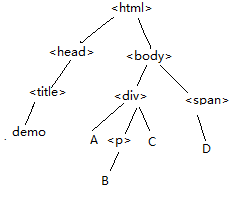 <html>
<head> <body>
<title> <div> <span>
demo A <p> C D
B